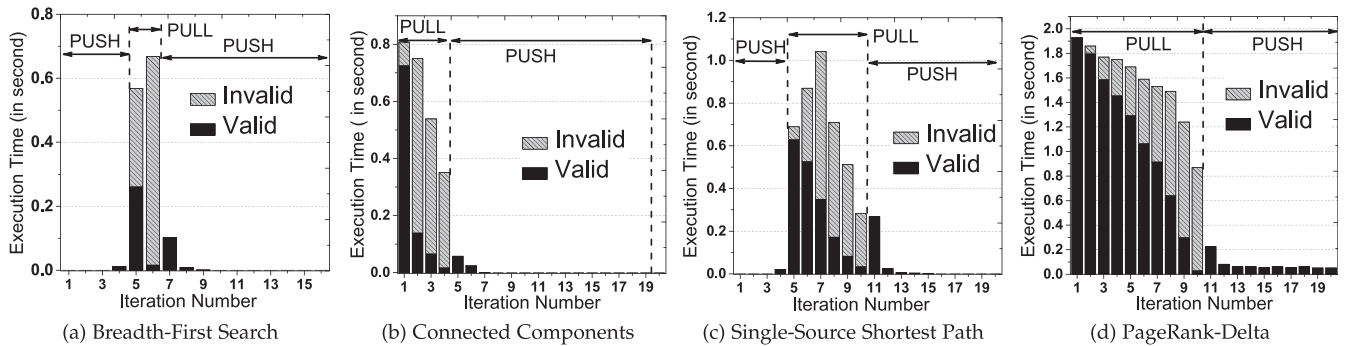 PUSH
PULL
PUSH
Invalid
Valid
Execution Time (in second)
0.8
0.6
0.4
0.2
0.0
1 3 5 7 9 11 13 15
Iteration Number
(a) Breadth-First Search
PULL
PUSH
Invalid
Valid
Execution Time ( in second)
0.8
0.6
0.4
0.2
0.0
1 3 5 7 9 11 13 15 17 19
Iteration Number
(b) Connected Components
PUSH
PULL
PUSH
Invalid
Valid
Execution Time (in second)
1.2
1.0
0.8
0.6
0.4
0.2
0.0
1 3 5 7 9 11 13 15 17 19
Iteration Number
(c) Single-Source Shortest Path
PULL
PUSH
Invalid
Valid
Execution Time (in second)
2.0
1.8
1.6
1.4
1.2
1.0
0.8
0.6
0.4
0.2
0.0
1 3 5 7 9 11 13 15 17 19
Iteration Number
(d) PageRank-Delta